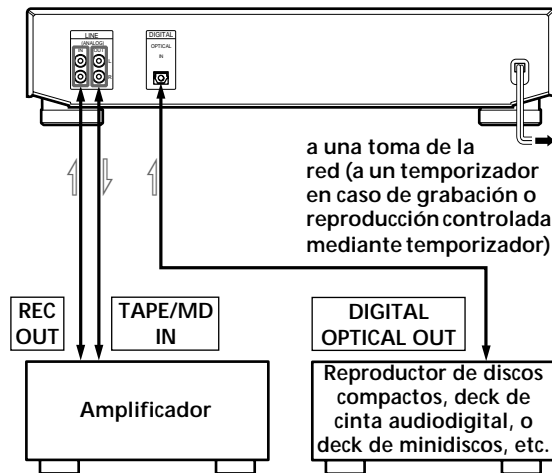 LINE
(ANALOG)
IN OUT
L
R
DIGITAL
OPTICAL
IN
a una toma de la
red (a un temporizador
en caso de grabación o
reproducción controlada
mediante temporizador)
REC
OUT
TAPE/MD
IN
DIGITAL
OPTICAL OUT
Amplificador
Reproductor de discos
compactos, deck de
cinta audiodigital, o
deck de minidiscos, etc.